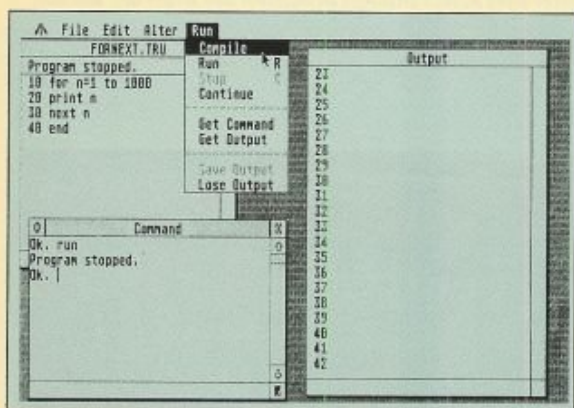 File Edit Alter Run
FORNEXT.TRU
Program stopped.
10 for n=1 to 1000
20 print n
30 next n
40 end
Compile
Run R
Stop C
Continue
Get Command
Get Output
Save Output
Lose Output
Command
Ok. run
Program stopped.
Ok.
Output
23
24
25
26
27
28
29
30
31
32
33
34
35
36
37
38
39
40
41
42